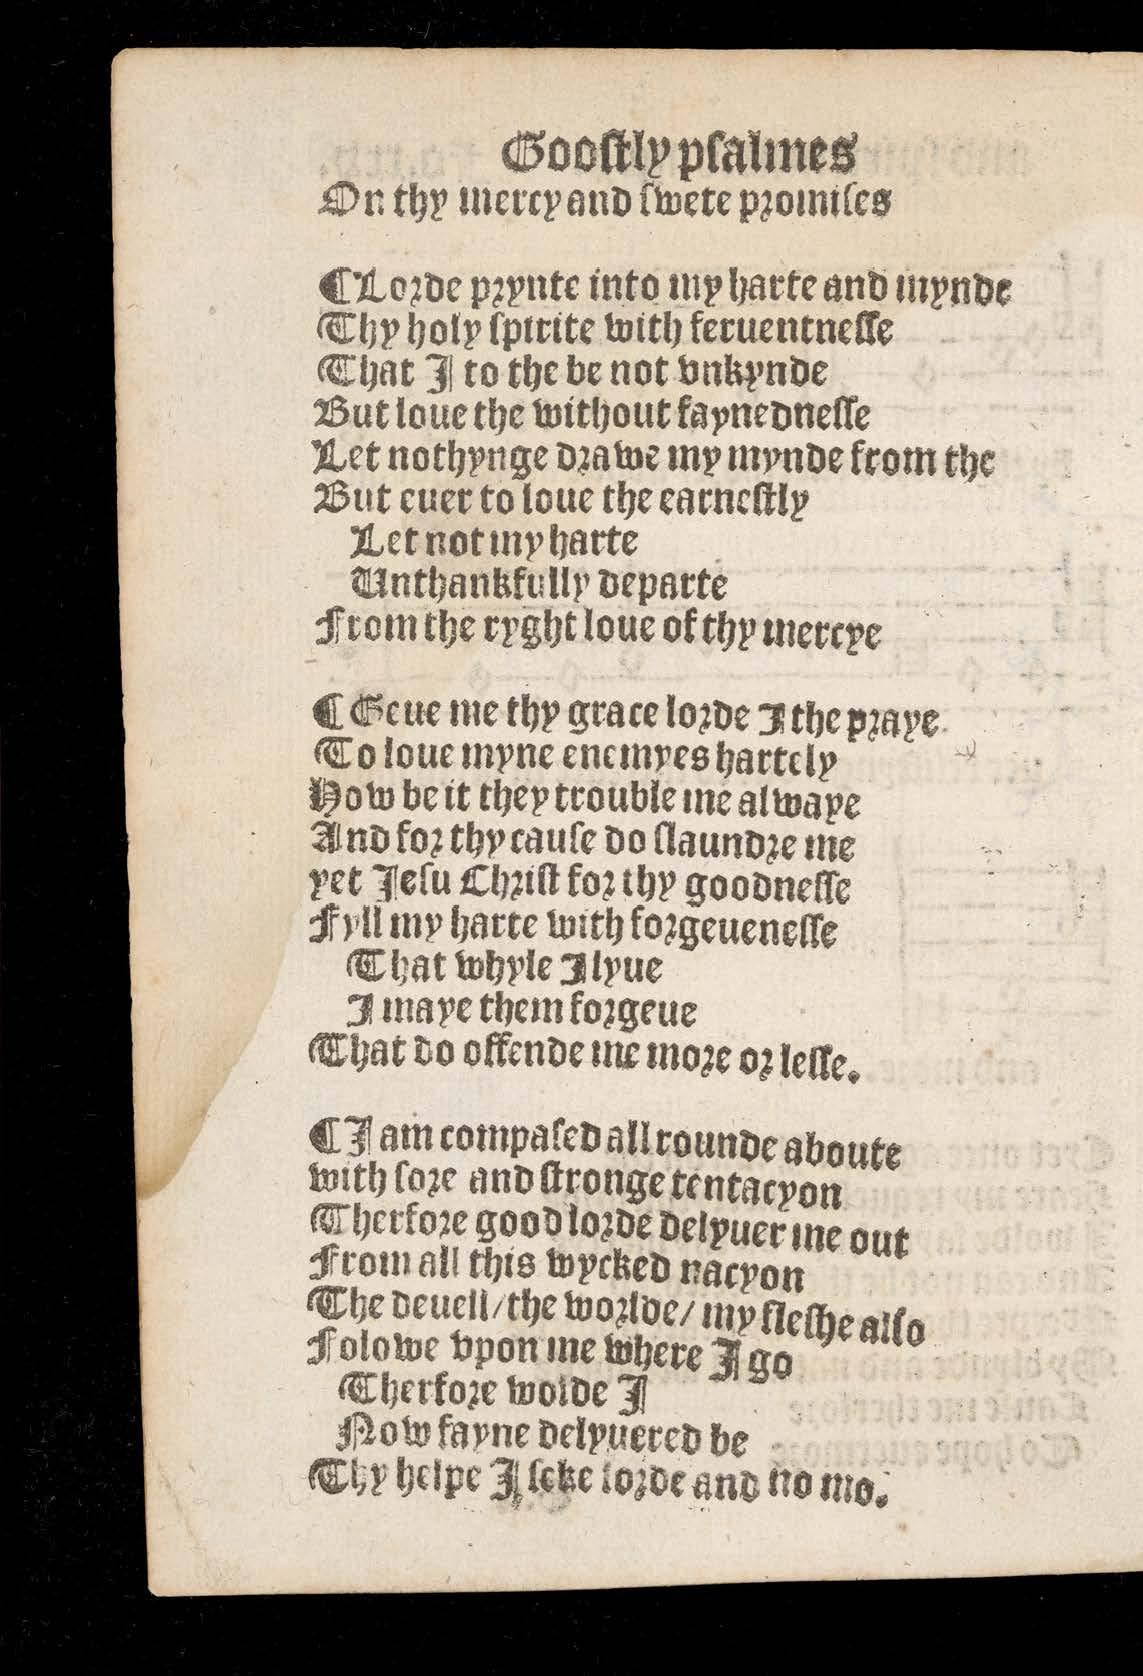 Goostly psalmes
On thy mercy and swete promises
¶ Lorde prynte into my harte and mynde
Thy holy spirite with feruentnesse
That I to the be not vnkynde
But loue the without faynednesse
Let nothynge drawe my mynde from the
But euer to loue the earnestly
Let not my harte
Unthankfully departe
From the ryght loue of thy mercye
¶ Geue me thy grace lorde I the praye
To loue myne enemyes hartely
How be it they trouble me alwaye
And for thy cause do slaundre me
yet Jesu Christ for thy goodnesse
Fyll my harte with forgeuenesse
That whyle I lyue
I maye them forgeue
That do offende me more or lesse.
¶ I am compased all rounde aboute
with sore and stronge tentacyon
Therfore good lorde delyuer me out
From all this wycked nacyon
The deuell/the worlde/ my fleshe also
Folowe vpon me where I go
Therfore wolde I
Now fayne delyuered be
Thy helpe I seke lorde and no mo.